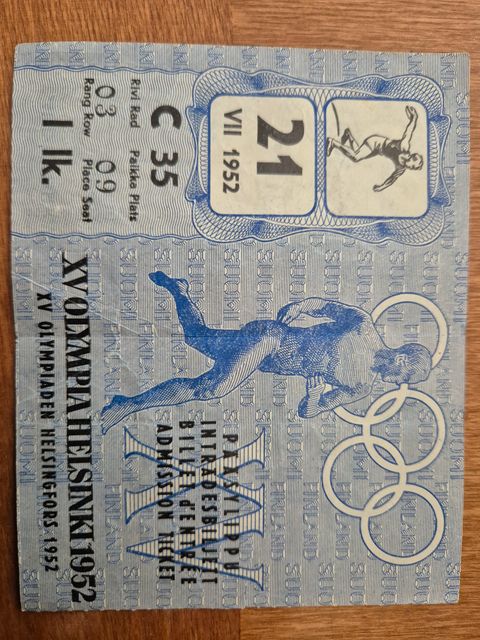 SUOMI FINLAND
21
VII 1952
C 35
Rivi Rad Paikka Plats
03 09
Rang Row Place Seat
I lk.
PÄÄSYLIPPU
INTRÄDESBILJETT
BILLET D'ENTRÉE
ADMISSION TICKET
XV
XV OLYMPIA HELSINKI 1952
XV OLYMPIADEN HELSINGFORS 1952